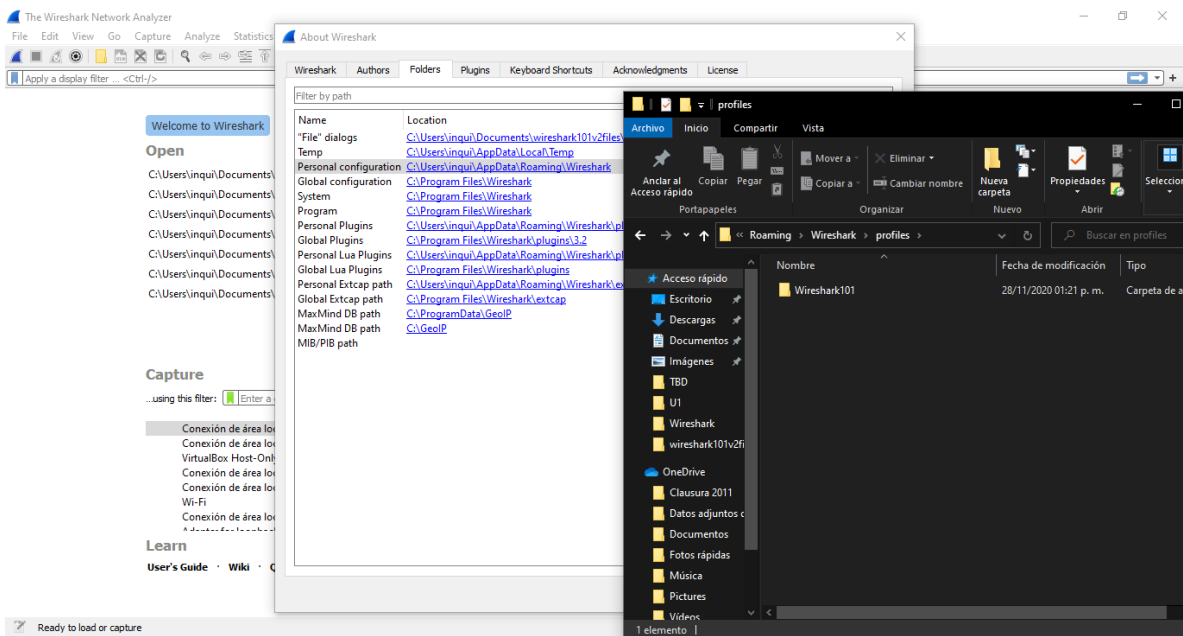 The Wireshark Network Analyzer
File Edit View Go Capture Analyze Statistics
Apply a display filter ... <Ctrl-/>
Welcome to Wireshark
Open
C:\Users\inqui\Documents\
C:\Users\inqui\Documents\
C:\Users\inqui\Documents\
C:\Users\inqui\Documents\
C:\Users\inqui\Documents\
C:\Users\inqui\Documents\
C:\Users\inqui\Documents\
Capture
...using this filter: Enter a
Conexión de área lo
Conexión de área lo
VirtualBox Host-Onl
Conexión de área lo
Conexión de área lo
Wi-Fi
Conexión de área lo
Learn
User's Guide · Wiki ·
Ready to load or capture
About Wireshark
Wireshark Authors Folders Plugins Keyboard Shortcuts Acknowledgments License
Filter by path
Name Location
"File" dialogs C:\Users\inqui\Documents\wireshark101v2files\
Temp C:\Users\inqui\AppData\Local\Temp
Personal configuration C:\Users\inqui\AppData\Roaming\Wireshark
Global configuration C:\Program Files\Wireshark
System C:\Program Files\Wireshark
Program C:\Program Files\Wireshark
Personal Plugins C:\Users\inqui\AppData\Roaming\Wireshark\pl
Global Plugins C:\Program Files\Wireshark\plugins\3.2
Personal Lua Plugins C:\Users\inqui\AppData\Roaming\Wireshark\pl
Global Lua Plugins C:\Program Files\Wireshark\plugins
Personal Extcap path C:\Users\inqui\AppData\Roaming\Wireshark\ex
Global Extcap path C:\Program Files\Wireshark\extcap
MaxMind DB path C:\ProgramData\GeoIP
MaxMind DB path C:\GeoIP
MIB/PIB path
profiles
Archivo Inicio Compartir Vista
Anclar al Acceso rápido
Copiar
Pegar
Mover a
Copiar a
Eliminar
Cambiar nombre
Nueva carpeta
Propiedades
Seleccion
Portapapeles Organizar Nuevo Abrir
« Roaming > Wireshark > profiles >
Buscar en profiles
Nombre Fecha de modificación Tipo
Wireshark101 28/11/2020 01:21 p. m. Carpeta de a
Acceso rápido
Escritorio
Descargas
Documentos
Imágenes
TBD
U1
Wireshark
wireshark101v2fi
OneDrive
Clausura 2011
Datos adjuntos d
Documentos
Fotos rápidas
Música
Pictures
Vídeos
1 elemento